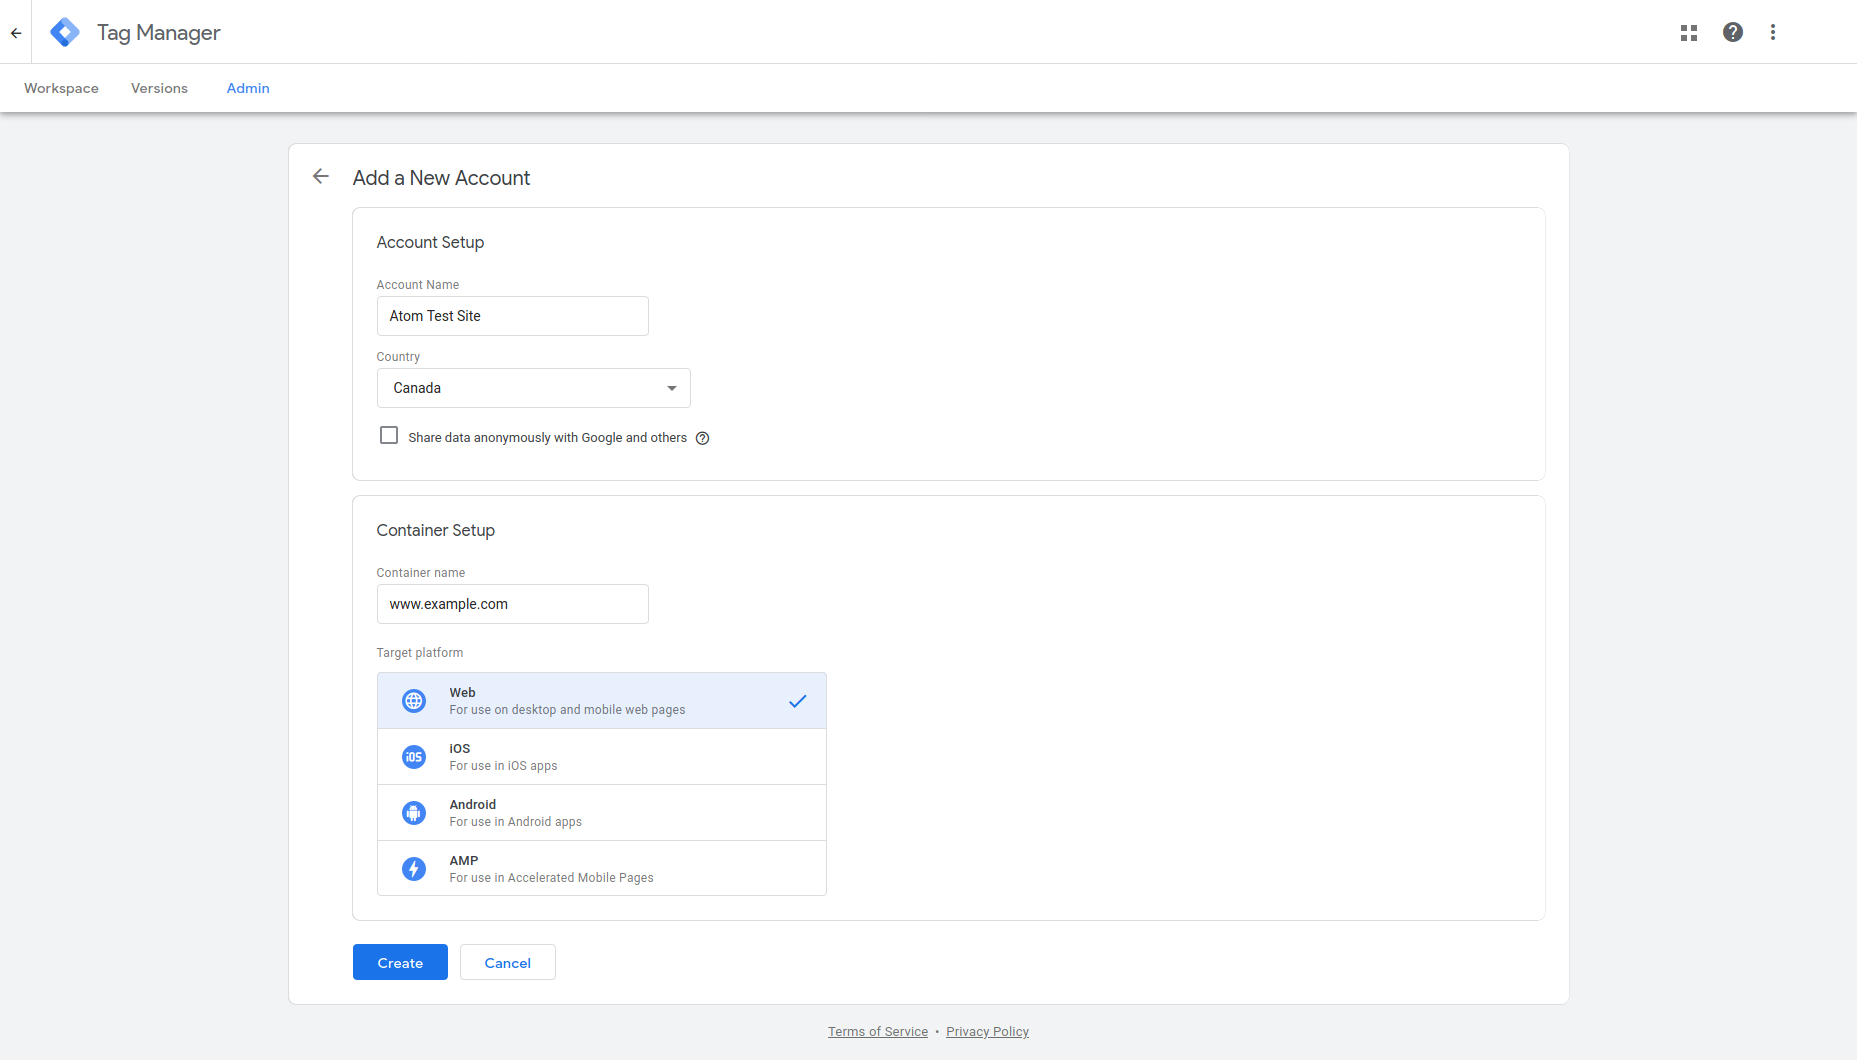 Tag Manager
Workspace
Versions
Admin
Add a New Account
Account Setup
Account Name
Atom Test Site
Country
Canada
Share data anonymously with Google and others
Container Setup
Container name
www.example.com
Target platform
Web
For use on desktop and mobile web pages
iOS
iOS
For use in iOS apps
Android
For use in Android apps
AMP
For use in Accelerated Mobile Pages
Create
Cancel
Terms of Service • Privacy Policy